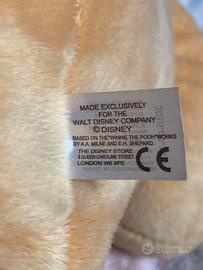 MADE EXCLUSIVELY
FOR THE
WALT DISNEY COMPANY
© DISNEY
BASED ON THE "WINNIE THE POOH" WORKS
BY A.A. MILNE AND E.H. SHEPARD.
THE DISNEY STORE
3 QUEEN CAROLINE STREET
LONDON W6 9PE
CE
SUBITO